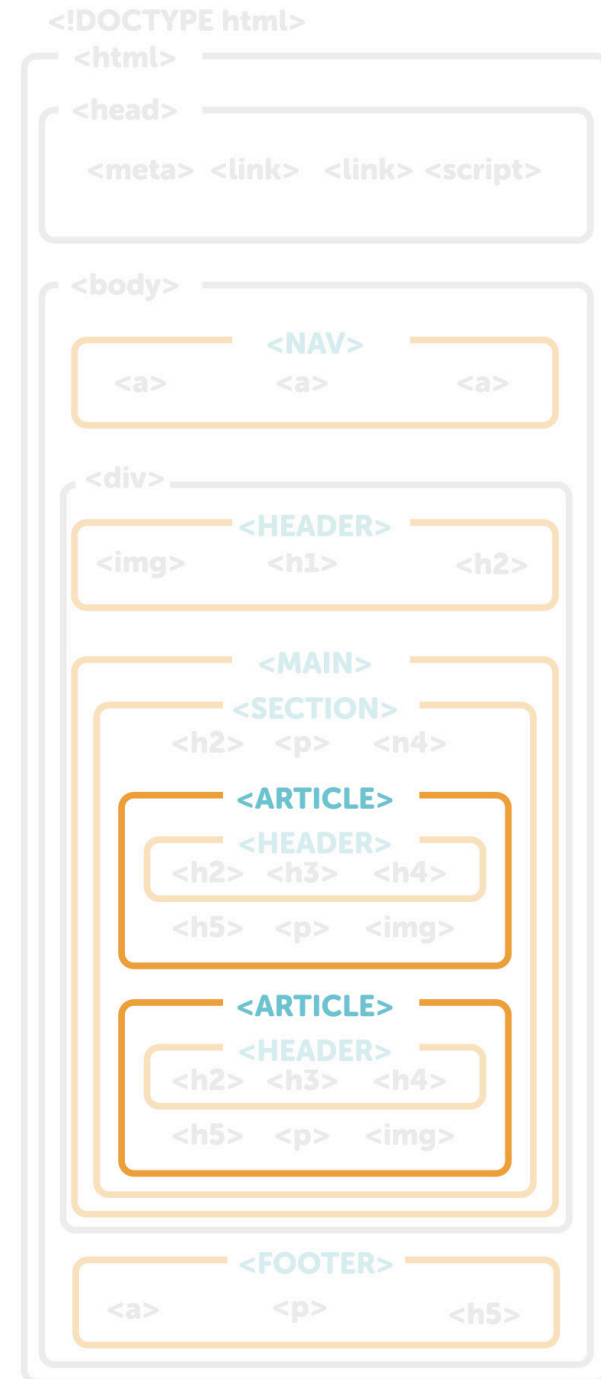 <!DOCTYPE html>
<html>
<head>
<meta> <link> <link> <script>
<body>
<NAV>
<a> <a> <a>
<div>
<HEADER>
<img> <h1> <h2>
<MAIN>
<SECTION>
<h2> <p> <n4>
<ARTICLE>
<HEADER>
<h2> <h3> <h4>
<h5> <p> <img>
<ARTICLE>
<HEADER>
<h2> <h3> <h4>
<h5> <p> <img>
<FOOTER>
<a> <p> <h5>